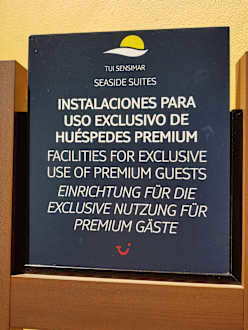 TUI SENSIMAR
SEASIDE SUITES
INSTALACIONES PARA
USO EXCLUSIVO DE
HUÉSPEDES PREMIUM
FACILITIES FOR EXCLUSIVE
USE OF PREMIUM GUESTS
EINRICHTUNG FÜR DIE
EXCLUSIVE NUTZUNG FÜR
PREMIUM GÄSTE